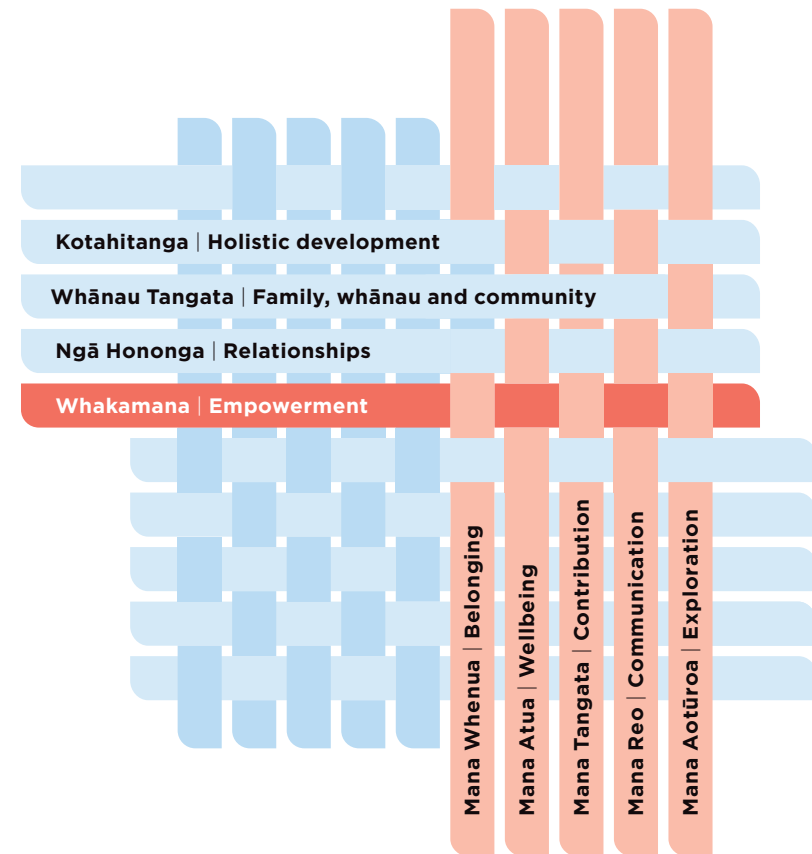 Kotahitanga | Holistic development
Whānau Tangata | Family, whānau and community
Ngā Hononga | Relationships
Whakamana | Empowerment
Mana Whenua | Belonging
Mana Atua | Wellbeing
Mana Tangata | Contribution
Mana Reo | Communication
Mana Aotūroa | Exploration